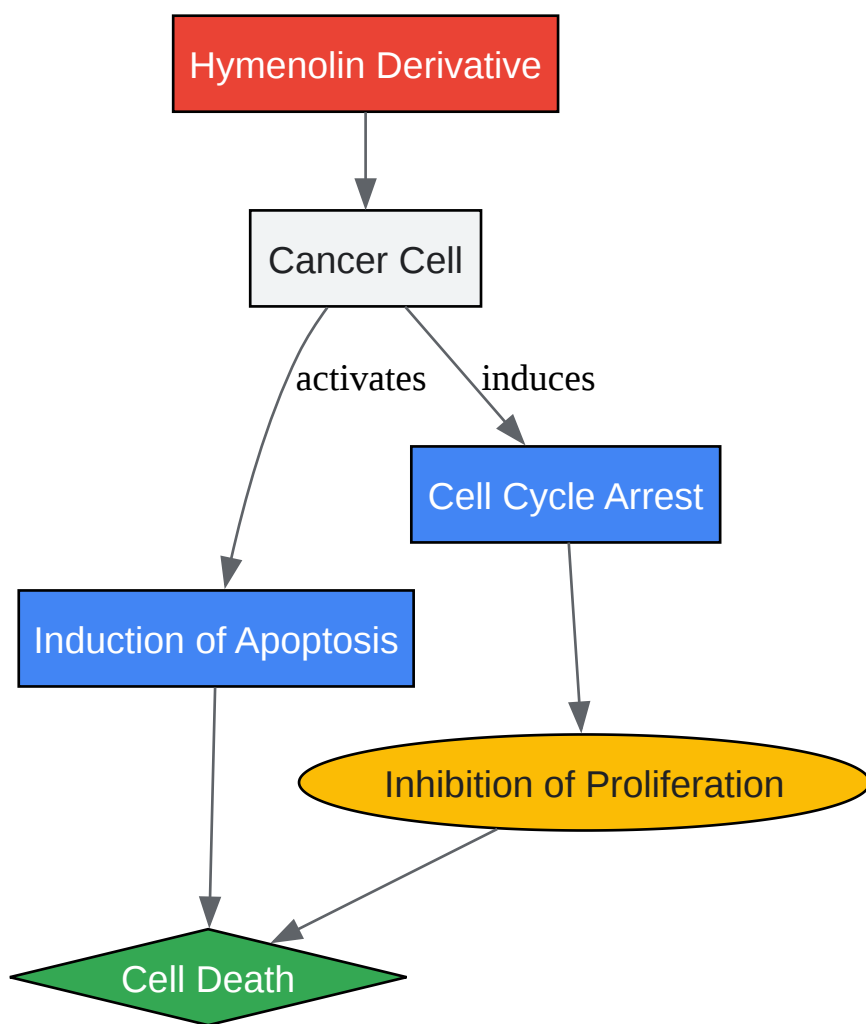 Hymenolin Derivative
Cancer Cell
activates
induces
Cell Cycle Arrest
Induction of Apoptosis
Inhibition of Proliferation
Cell Death